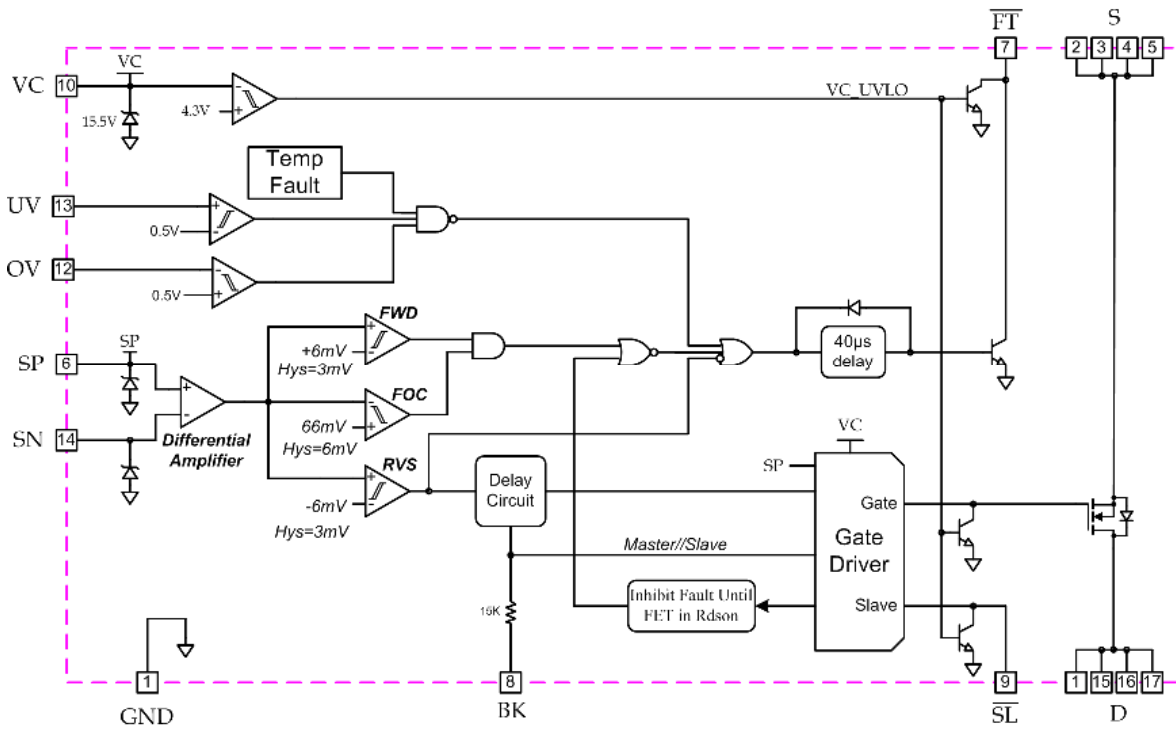 FT
S
7
2 3 4 5
VC
VC
10
4.3V
15.5V
VC_UVLO
Temp
Fault
UV
13
0.5V
OV
12
0.5V
FWD
+6mV
Hys=3mV
SP
SP
6
40µs
delay
FOC
66mV
Hys=6mV
SN
14
Differential
Amplifier
RVS
-6mV
Hys=3mV
Delay
Circuit
VC
SP
Gate
Gate
Driver
Slave
Master//Slave
Inhibit Fault Until
FET in Rdson
15K
1
GND
8
BK
9
SL
1 15 16 17
D